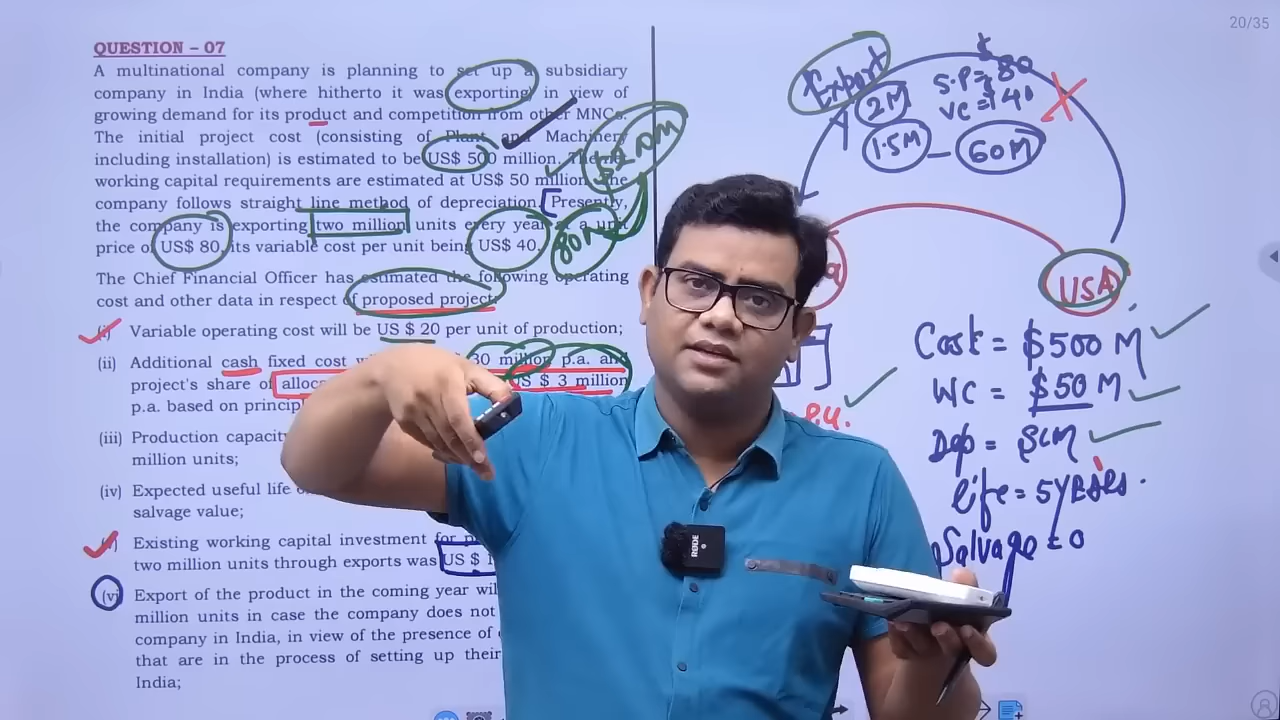 20/35
QUESTION – 07
A multinational company is planning to set up a subsidiary
company in India (where hitherto it was exporting) in view of
growing demand for its product and competition from other MNCs.
The initial project cost (consisting of Plant and Machinery
including installation) is estimated to be US$ 500 million. The
working capital requirements are estimated at US$ 50 million. The
company follows straight line method of depreciation. Presently,
the company is exporting two million units every year at a unit
price of US$ 80, its variable cost per unit being US$ 40.
The Chief Financial Officer has estimated the following operating
cost and other data in respect of proposed project:
(i) Variable operating cost will be US $ 20 per unit of production;
(ii) Additional cash fixed cost 30 million p.a. and
project's share of US $ 3 million
p.a. based on
(iii) Production
million units;
(iv) Expected useful life
salvage value;
(v) Existing working capital investment for
two million units through exports was US $
(vi) Export of the product in the coming year
million units in case the company does not
company in India, in view of the presence of
that are in the process of setting up their
India;
80M
Export
2M
S.P = $ 80
VC = 40
1.5M – 60M
USA
Cost = $500 M
WC = $50 M
Dep = SLM
life = 5 years.
Salvage = 0
P.U.